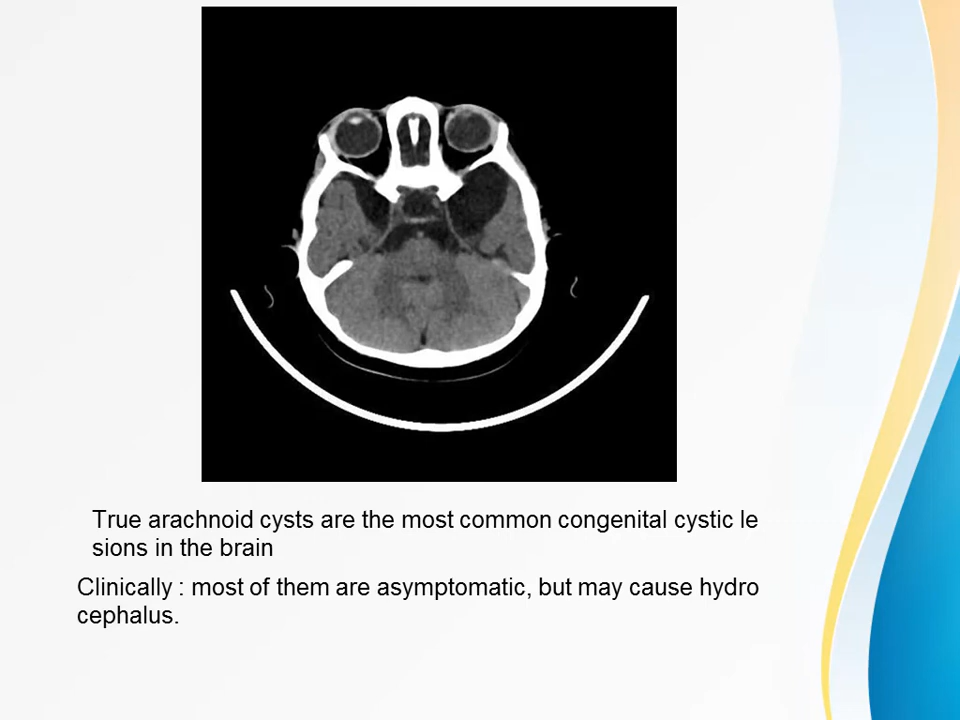 True arachnoid cysts are the most common congenital cystic le
sions in the brain
Clinically : most of them are asymptomatic, but may cause hydro
cephalus.